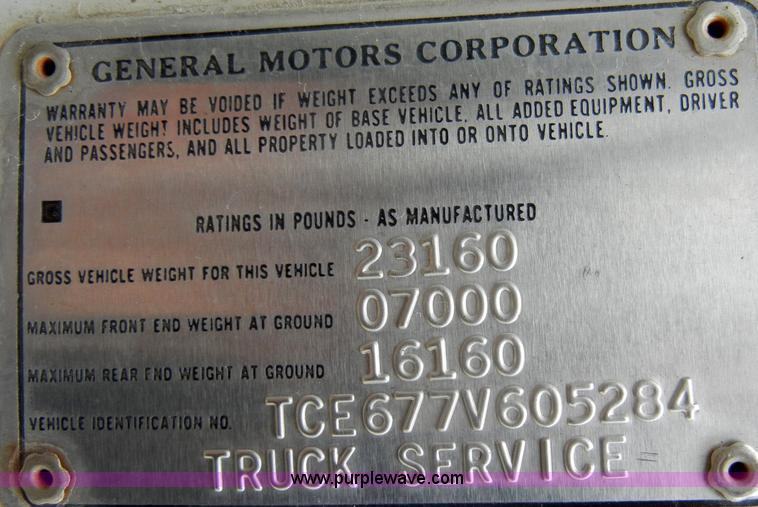 GENERAL MOTORS CORPORATION
WARRANTY MAY BE VOIDED IF WEIGHT EXCEEDS ANY OF RATINGS SHOWN. GROSS
VEHICLE WEIGHT INCLUDES WEIGHT OF BASE VEHICLE, ALL ADDED EQUIPMENT, DRIVER
AND PASSENGERS, AND ALL PROPERTY LOADED INTO OR ONTO VEHICLE.
RATINGS IN POUNDS - AS MANUFACTURED
GROSS VEHICLE WEIGHT FOR THIS VEHICLE 23160
MAXIMUM FRONT END WEIGHT AT GROUND 07000
MAXIMUM REAR END WEIGHT AT GROUND 16160
VEHICLE IDENTIFICATION NO. TCE677V605284
TRUCK SERVICE
www.purplewave.com